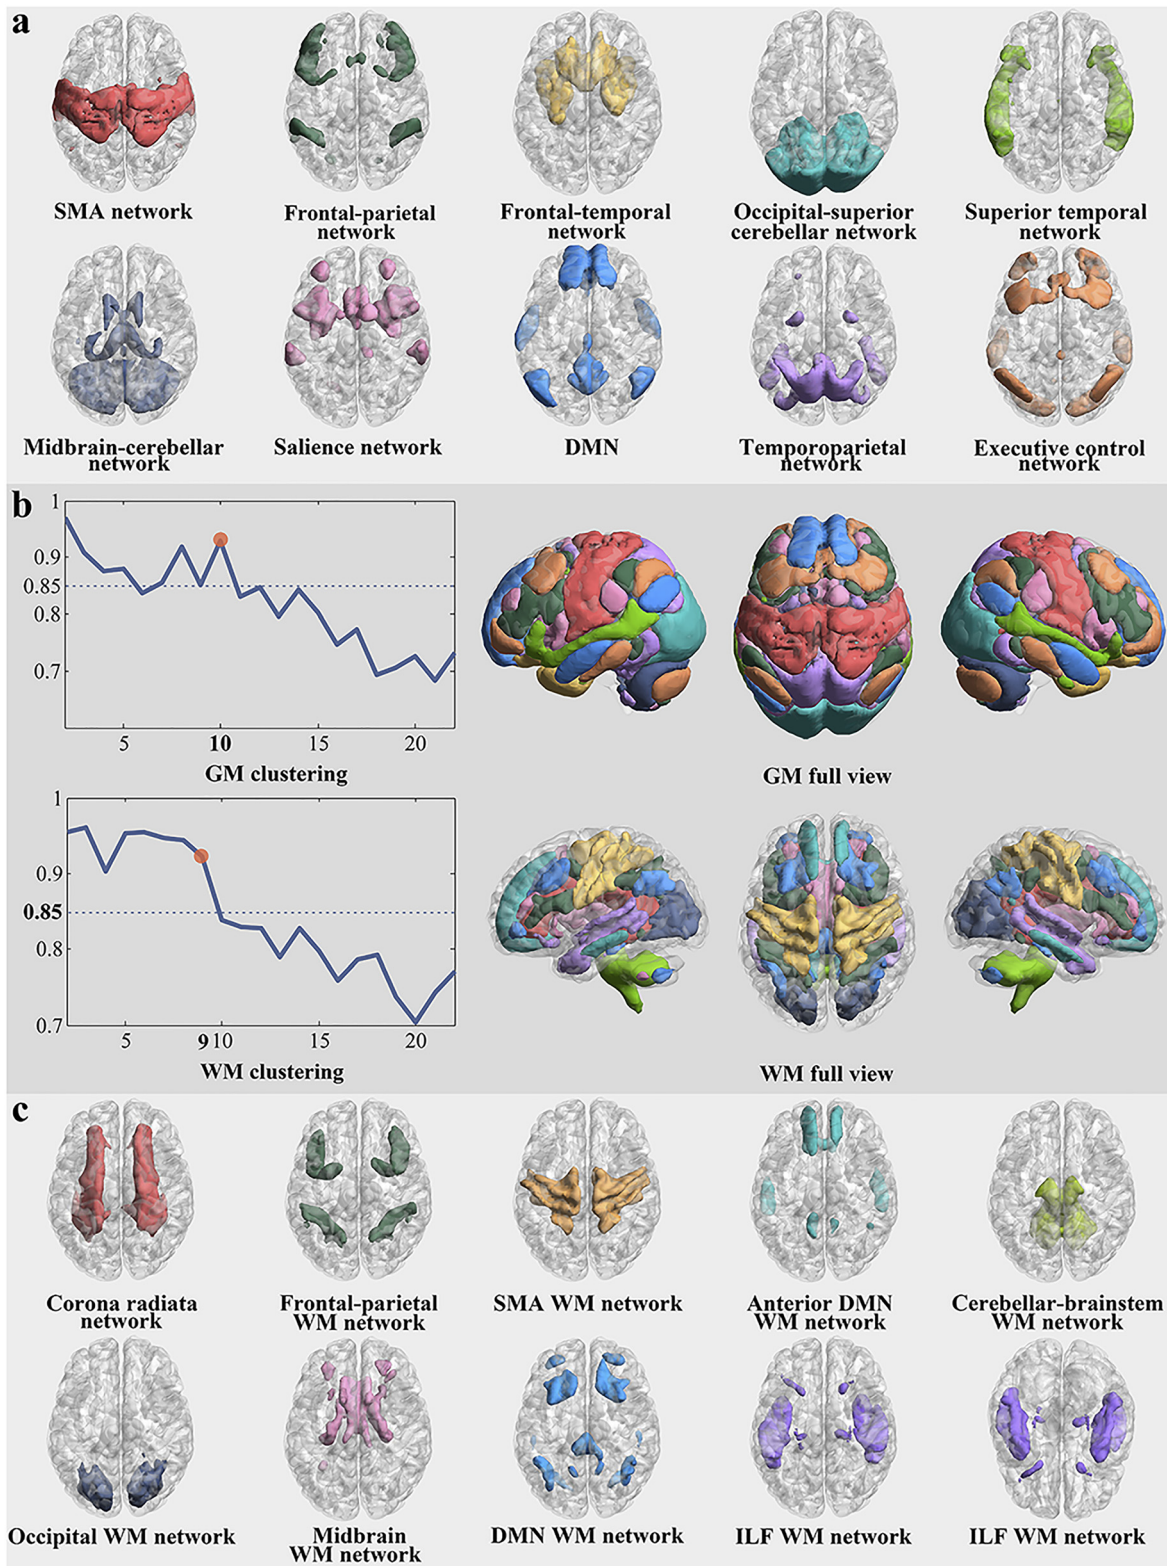 a
SMA network
Frontal-parietal
network
Frontal-temporal
network
Occipital-superior
cerebellar network
Superior temporal
network
Midbrain-cerebellar
network
Salience network
DMN
Temporoparietal
network
Executive control
network
b
1
0.9
0.85
0.8
0.7
5
10
15
20
GM clustering
GM full view
1
0.9
0.85
0.8
0.7
5
9
10
15
20
WM clustering
WM full view
c
Corona radiata
network
Frontal-parietal
WM network
SMA WM network
Anterior DMN
WM network
Cerebellar-brainstem
WM network
Occipital WM network
Midbrain
WM network
DMN WM network
ILF WM network
ILF WM network